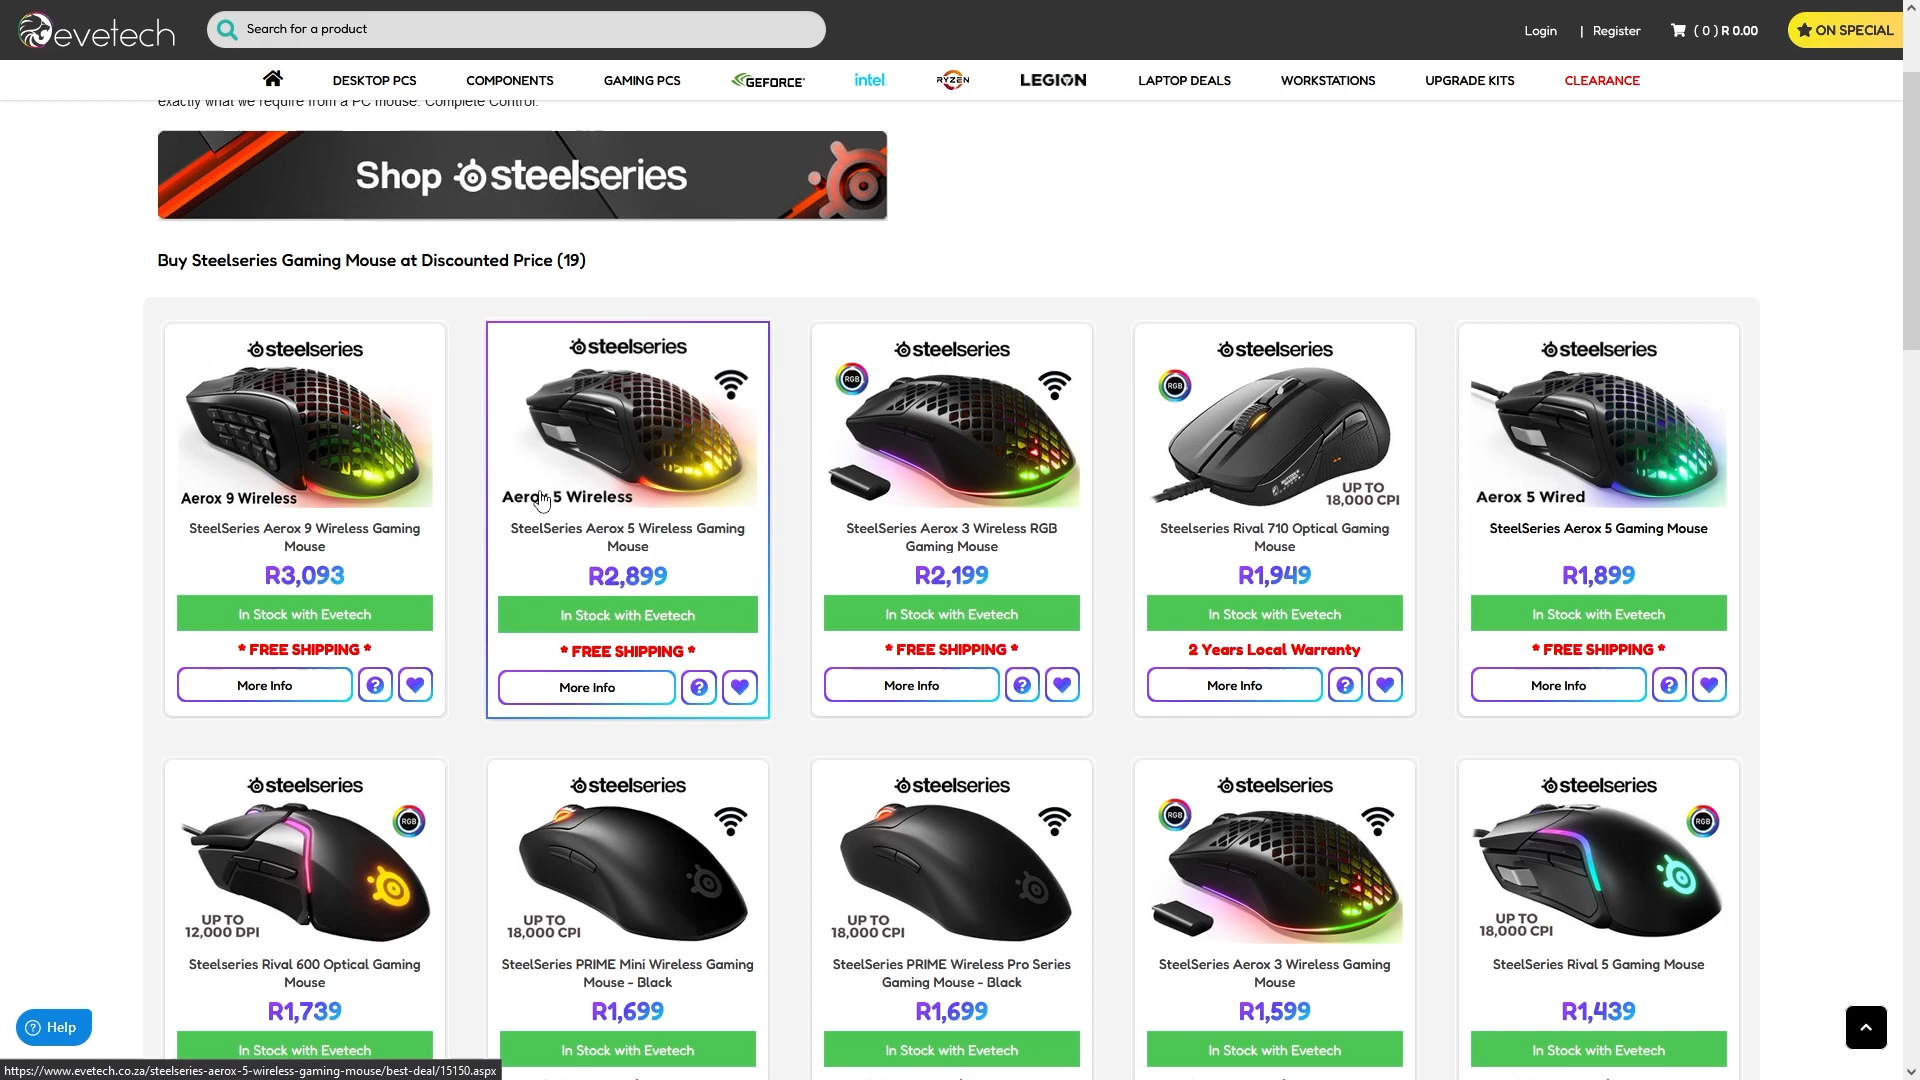 evetech
Search for a product
Login | Register
( 0 ) R 0.00
ON SPECIAL
DESKTOP PCS
COMPONENTS
GAMING PCS
GEFORCE
intel
RYZEN
LEGION
LAPTOP DEALS
WORKSTATIONS
UPGRADE KITS
CLEARANCE
exactly what we require from a PC mouse. Complete Control.
Shop steelseries
Buy Steelseries Gaming Mouse at Discounted Price (19)
steelseries
Aerox 9 Wireless
SteelSeries Aerox 9 Wireless Gaming
Mouse
R3,093
In Stock with Evetech
* FREE SHIPPING *
More Info
?
steelseries
Aerox 5 Wireless
SteelSeries Aerox 5 Wireless Gaming
Mouse
R2,899
In Stock with Evetech
* FREE SHIPPING *
More Info
?
steelseries
RGB
SteelSeries Aerox 3 Wireless RGB
Gaming Mouse
R2,199
In Stock with Evetech
* FREE SHIPPING *
More Info
?
steelseries
RGB
UP TO
18,000 CPI
Steelseries Rival 710 Optical Gaming
Mouse
R1,949
In Stock with Evetech
2 Years Local Warranty
More Info
?
steelseries
Aerox 5 Wired
SteelSeries Aerox 5 Gaming Mouse
R1,899
In Stock with Evetech
* FREE SHIPPING *
More Info
?
steelseries
RGB
UP TO
12,000 DPI
Steelseries Rival 600 Optical Gaming
Mouse
R1,739
In Stock with Evetech
steelseries
UP TO
18,000 CPI
SteelSeries PRIME Mini Wireless Gaming
Mouse - Black
R1,699
In Stock with Evetech
steelseries
UP TO
18,000 CPI
SteelSeries PRIME Wireless Pro Series
Gaming Mouse - Black
R1,699
In Stock with Evetech
steelseries
RGB
SteelSeries Aerox 3 Wireless Gaming
Mouse
R1,599
In Stock with Evetech
steelseries
RGB
UP TO
18,000 CPI
SteelSeries Rival 5 Gaming Mouse
R1,439
In Stock with Evetech
? Help
https://www.evetech.co.za/steelseries-aerox-5-wireless-gaming-mouse/best-deal/15150.aspx